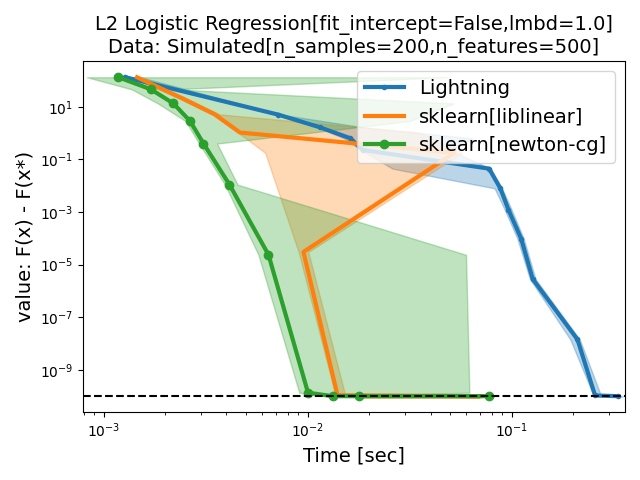 L2 Logistic Regression[fit_intercept=False,lmbd=1.0]
Data: Simulated[n_samples=200,n_features=500]
Lightning
sklearn[liblinear]
sklearn[newton-cg]
value: F(x) - F(x*)
10¹
10⁻¹
10⁻³
10⁻⁵
10⁻⁷
10⁻⁹
10⁻³ 10⁻² 10⁻¹
Time [sec]